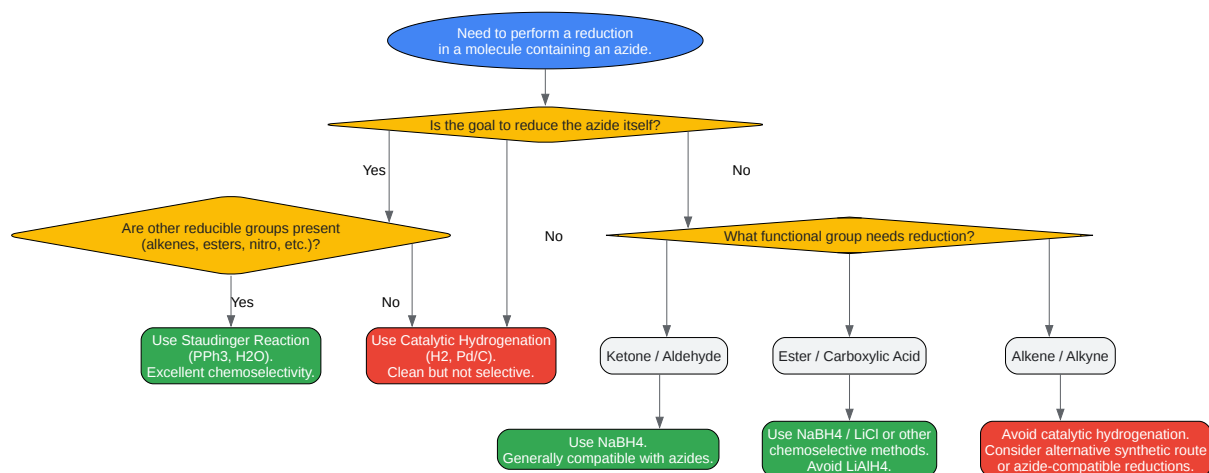 Need to perform a reduction
in a molecule containing an azide.
Is the goal to reduce the azide itself?
Yes
No
Are other reducible groups present
(alkenes, esters, nitro, etc.)?
No
What functional group needs reduction?
Yes
No
Use Staudinger Reaction
(PPh3, H2O).
Excellent chemoselectivity.
Use Catalytic Hydrogenation
(H2, Pd/C).
Clean but not selective.
Ketone / Aldehyde
Ester / Carboxylic Acid
Alkene / Alkyne
Use NaBH4.
Generally compatible with azides.
Use NaBH4 / LiCl or other
chemoselective methods.
Avoid LiAlH4.
Avoid catalytic hydrogenation.
Consider alternative synthetic route
or azide-compatible reductions.